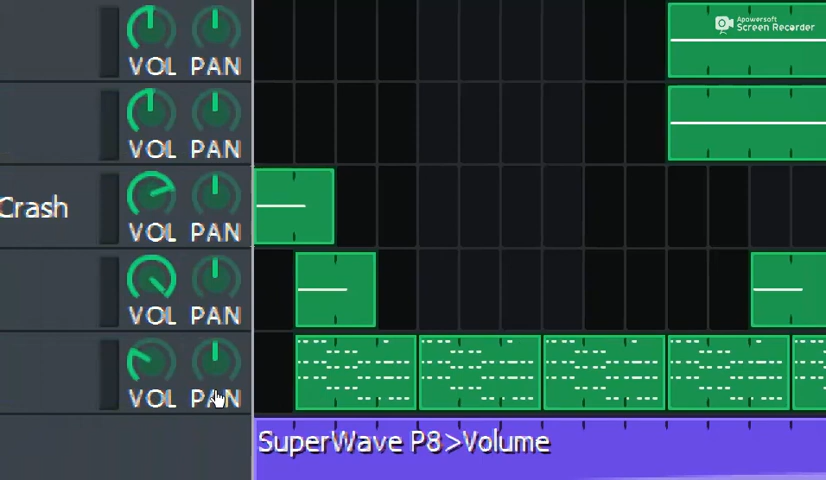 Apowersoft
Screen Recorder
VOL PAN
VOL PAN
Crash
VOL PAN
VOL PAN
VOL PAN
SuperWave P8>Volume